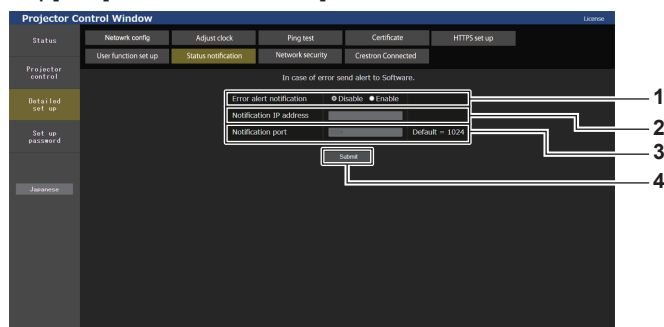 Projector Control Window License
Status Netowrk config Adjust clock Ping test Certificate HTTPS set up
User function set up Status notification Network security Crestron Connected
Projector
control
In case of error send alert to Software.
Detailed
set up
Error alert notification Disable Enable 1
Notification IP address 2
Notification port Default = 1024 3
Set up
password
Submit 4
Japanese